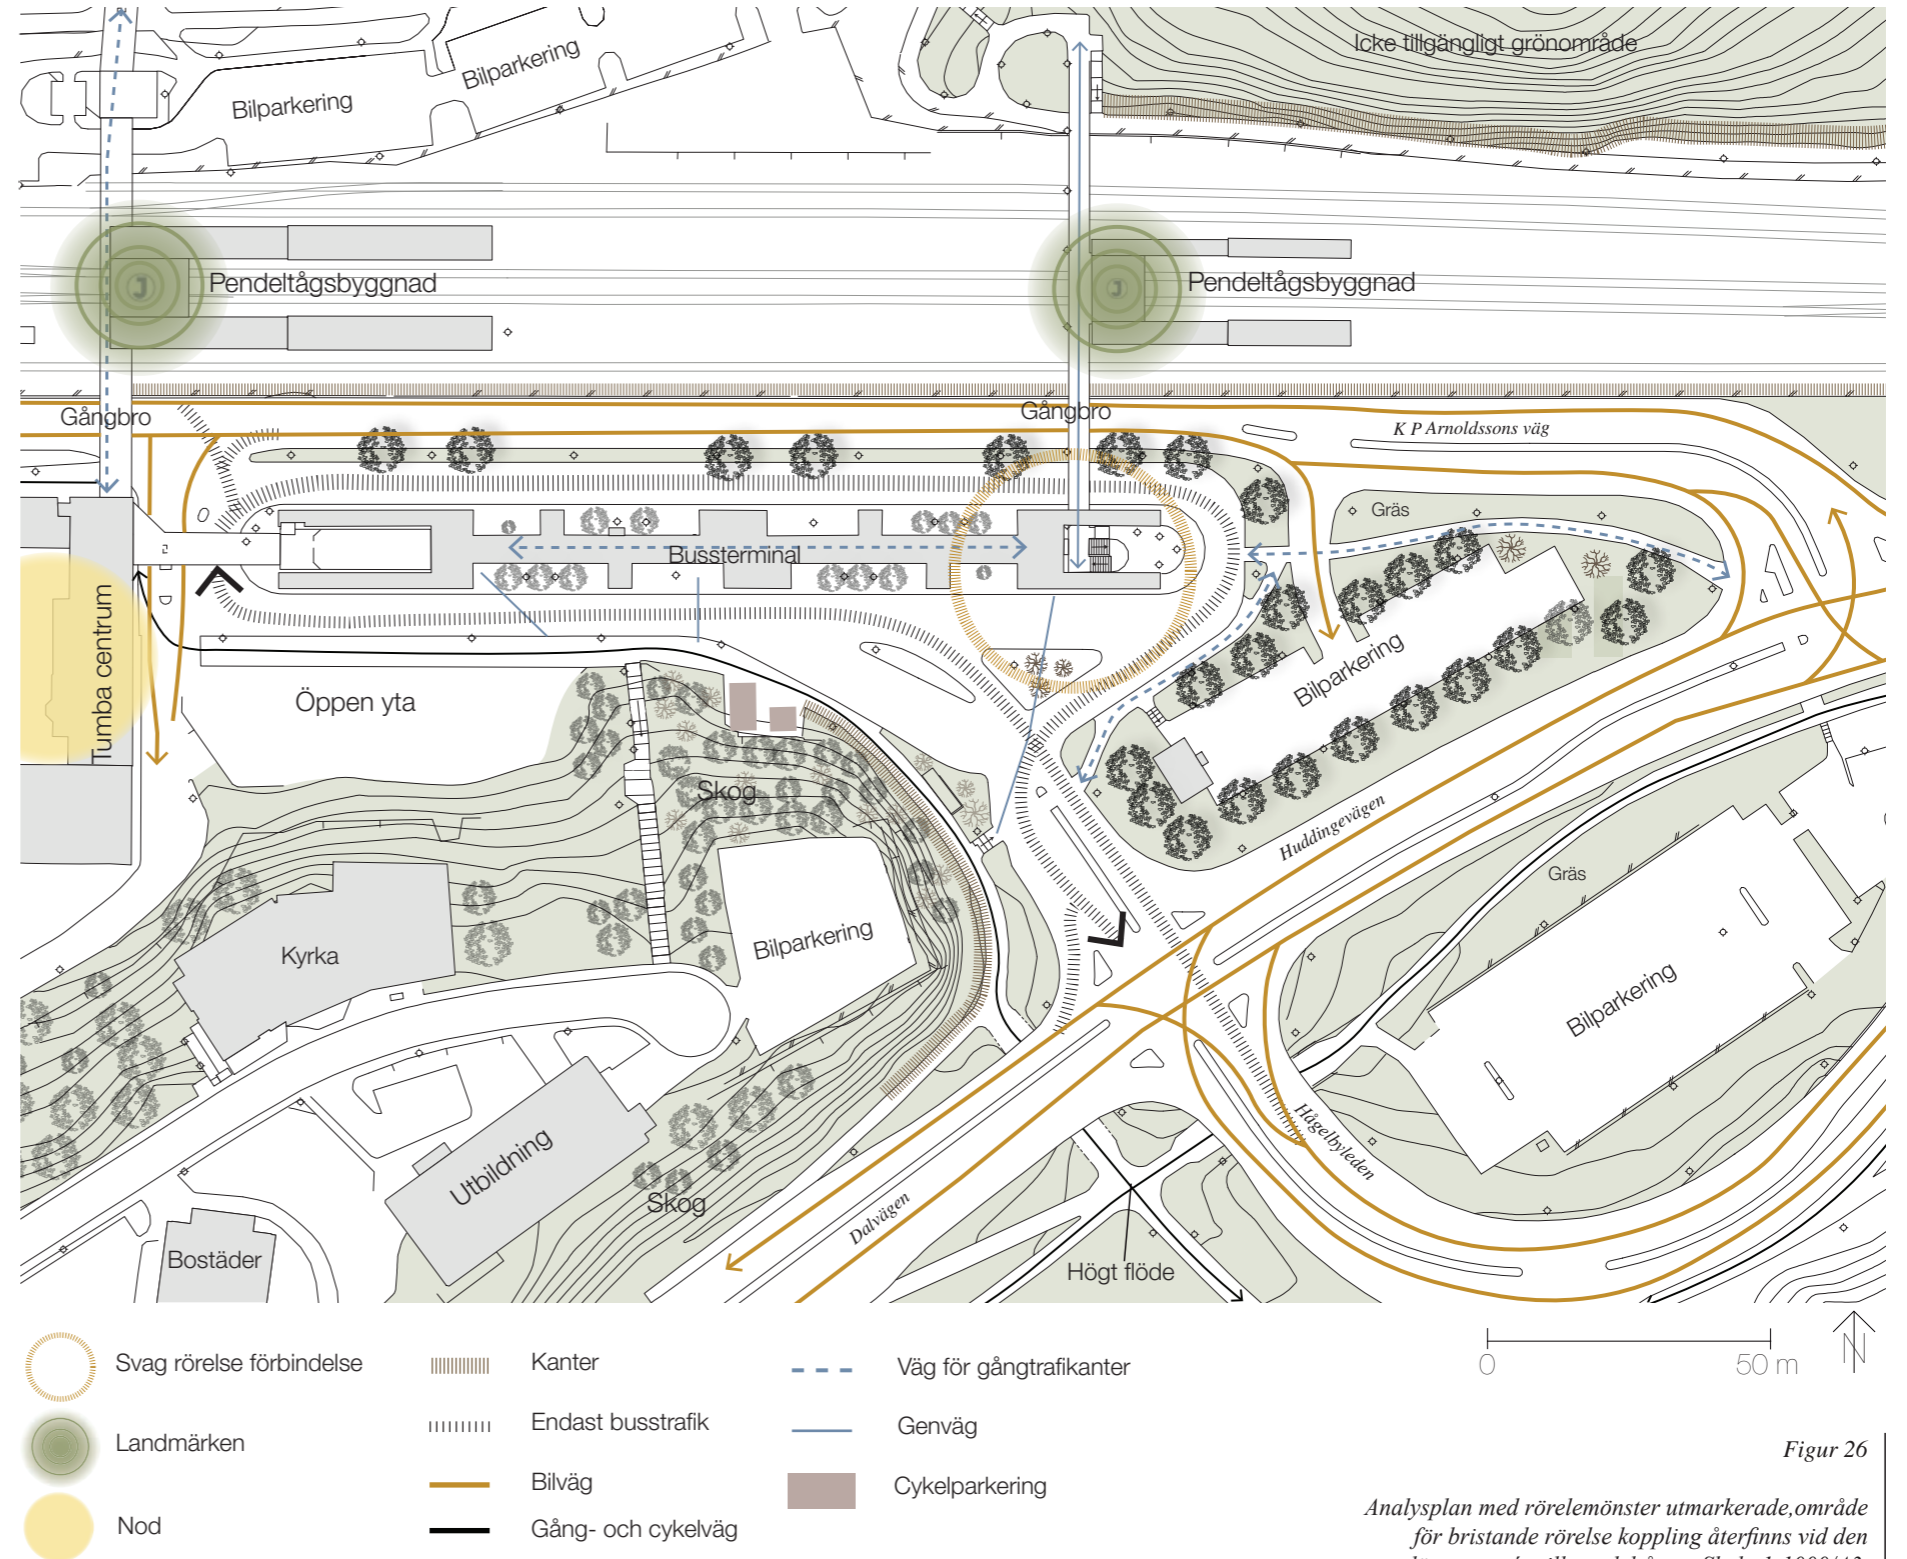 Icke tillgängligt grönområde
Bilparkering
Bilparkering
Pendeltågsbyggnad
Pendeltågsbyggnad
Gångbro
Gångbro
K P Arnoldssons väg
Gräs
Bussterminal
Tumba centrum
Öppen yta
Bilparkering
Skog
Huddingevägen
Gräs
Kyrka
Bilparkering
Bilparkering
Utbildning
Hågelbyleden
Skog
Dalvägen
Bostäder
Högt flöde
Svag rörelse förbindelse
Landmärken
Nod
Kanter
Endast busstrafik
Bilväg
Gång- och cykelväg
Väg för gångtrafikanter
Genväg
Cykelparkering
0
50 m
N
Figur 26
Analysplan med rörelemönster utmarkerade,område
för bristande rörelse koppling återfinns vid den